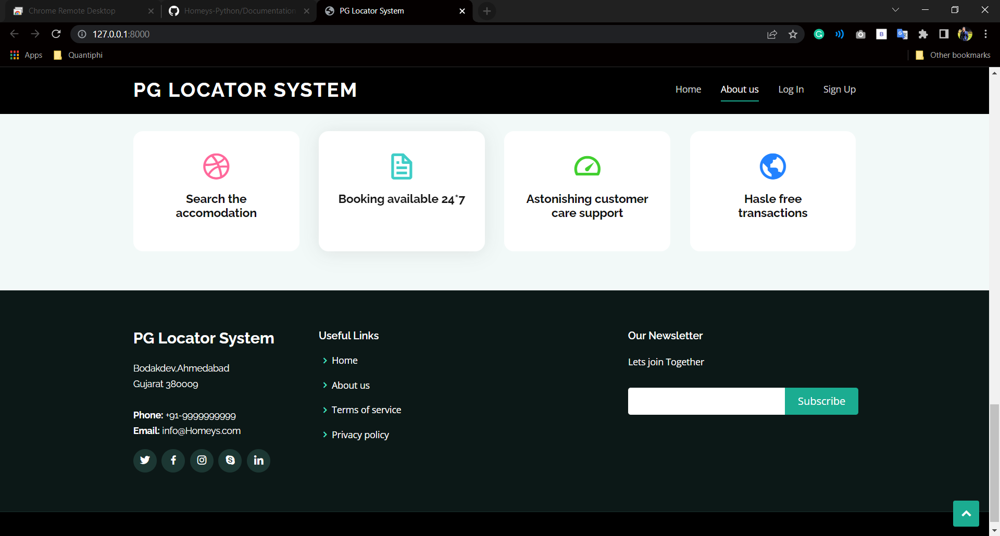 Chrome Remote Desktop
Homeys-Python/Documentation
PG Locator System
127.0.0.1:8000
Apps
Quantiphi
Other bookmarks
PG LOCATOR SYSTEM
Home
About us
Log In
Sign Up
Search the
accomodation
Booking available 24*7
Astonishing customer
care support
Hasle free
transactions
PG Locator System
Bodakdev,Ahmedabad
Gujarat 380009
Phone: +91-9999999999
Email: info@Homeys.com
Useful Links
Home
About us
Terms of service
Privacy policy
Our Newsletter
Lets join Together
Subscribe